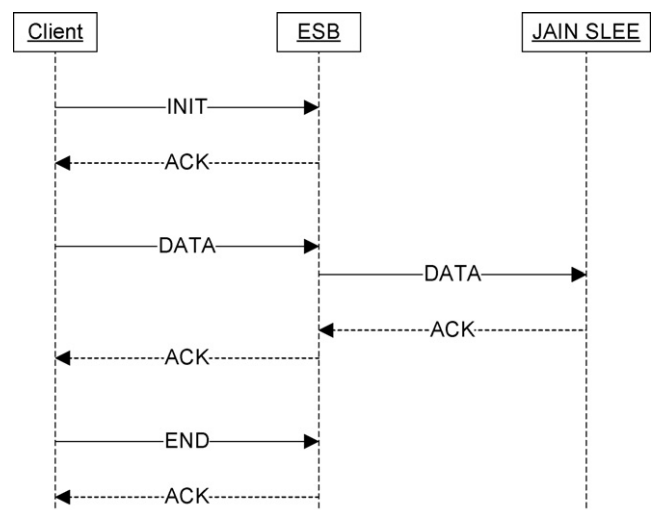 Client ESB JAIN SLEE
INIT
ACK
DATA
DATA
ACK
ACK
END
ACK